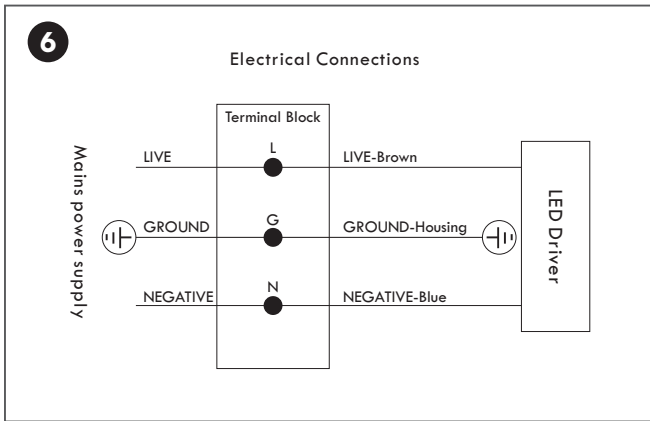 6
Electrical Connections
Terminal Block
Mains power supply
LIVE
L
LIVE-Brown
GROUND
G
GROUND-Housing
NEGATIVE
N
NEGATIVE-Blue
LED Driver